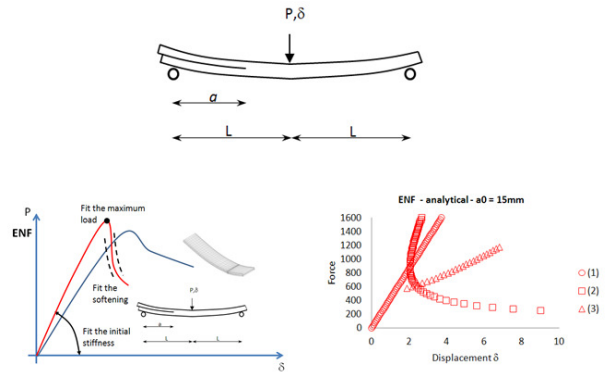 P,δ
a
L
L
P
ENF
Fit the maximum
load
Fit the
softening
Fit the initial
stiffness
P,δ
a
L
L
δ
ENF - analytical - a0 = 15mm
Force
1600
1400
1200
1000
800
600
400
200
0
0
2
4
6
8
10
Displacement δ
(1)
(2)
(3)